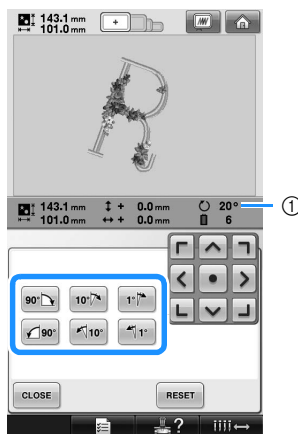 143.1 mm
101.0 mm
+
143.1 mm + 0.0 mm 20°
101.0 mm + 0.0 mm 6
①
90° 10° 1°
90° 10° 1°
CLOSE RESET
?